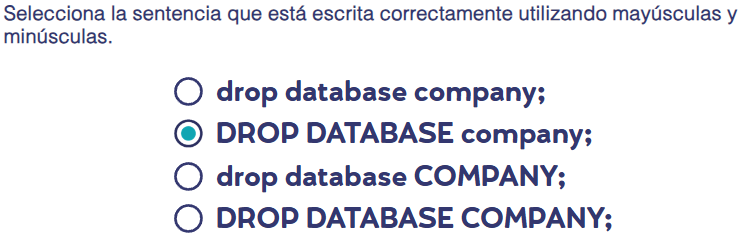 Selecciona la sentencia que está escrita correctamente utilizando mayúsculas y
minúsculas.
drop database company;
DROP DATABASE company;
drop database COMPANY;
DROP DATABASE COMPANY;